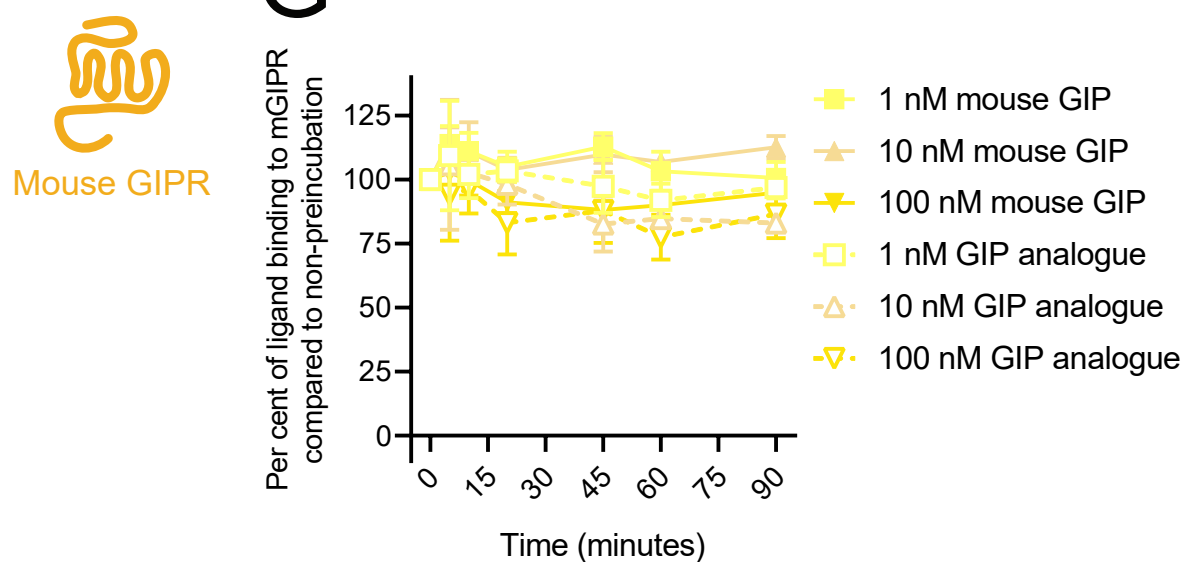 G
Mouse GIPR
Per cent of ligand binding to mGIPR
compared to non-preincubation
125
100
75
50
25
0
0
15
30
45
60
75
90
Time (minutes)
1 nM mouse GIP
10 nM mouse GIP
100 nM mouse GIP
1 nM GIP analogue
10 nM GIP analogue
100 nM GIP analogue